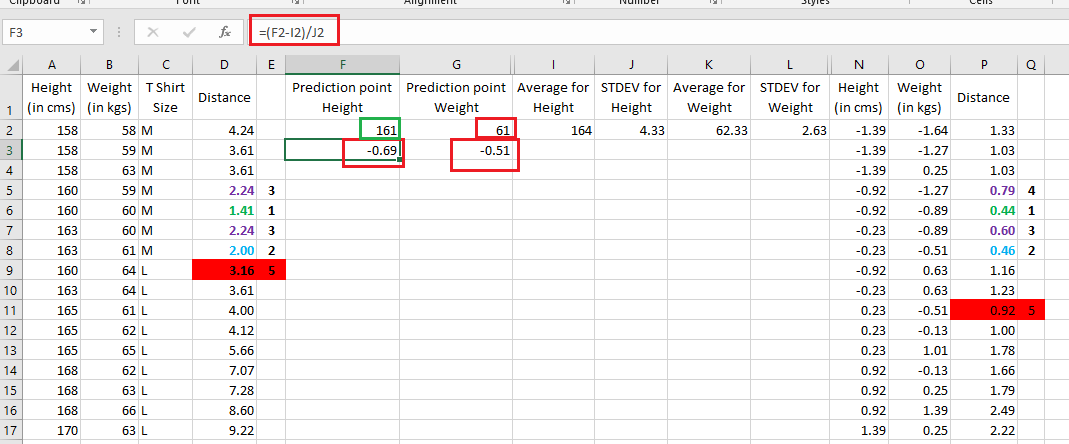 Clipboard Font Alignment Number Styles Cells
F3 fx =(F2-I2)/J2
A B C D E F G I J K L N O P Q
1 Height (in cms) Weight (in kgs) T Shirt Size Distance Prediction point Height Prediction point Weight Average for Height STDEV for Height Average for Weight STDEV for Weight Height (in cms) Weight (in kgs) Distance
2 158 58 M 4.24 161 61 164 4.33 62.33 2.63 -1.39 -1.64 1.33
3 158 59 M 3.61 -0.69 -0.51 -1.39 -1.27 1.03
4 158 63 M 3.61 -1.39 0.25 1.03
5 160 59 M 2.24 3 -0.92 -1.27 0.79 4
6 160 60 M 1.41 1 -0.92 -0.89 0.44 1
7 163 60 M 2.24 3 -0.23 -0.89 0.60 3
8 163 61 M 2.00 2 -0.23 -0.51 0.46 2
9 160 64 L 3.16 5 -0.92 0.63 1.16
10 163 64 L 3.61 -0.23 0.63 1.23
11 165 61 L 4.00 0.23 -0.51 0.92 5
12 165 62 L 4.12 0.23 -0.13 1.00
13 165 65 L 5.66 0.23 1.01 1.78
14 168 62 L 7.07 0.92 -0.13 1.66
15 168 63 L 7.28 0.92 0.25 1.79
16 168 66 L 8.60 0.92 1.39 2.49
17 170 63 L 9.22 1.39 0.25 2.22